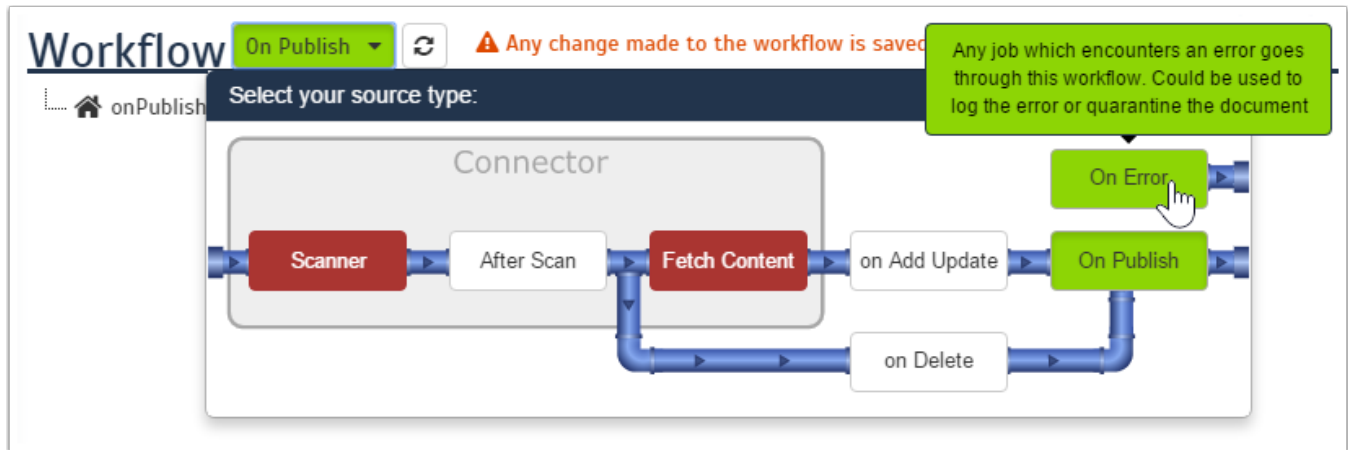 Workflow On Publish Any change made to the workflow is saved
Any job which encounters an error goes
through this workflow. Could be used to
log the error or quarantine the document
onPublish
Select your source type:
Connector
On Error
Scanner After Scan Fetch Content on Add Update On Publish
on Delete